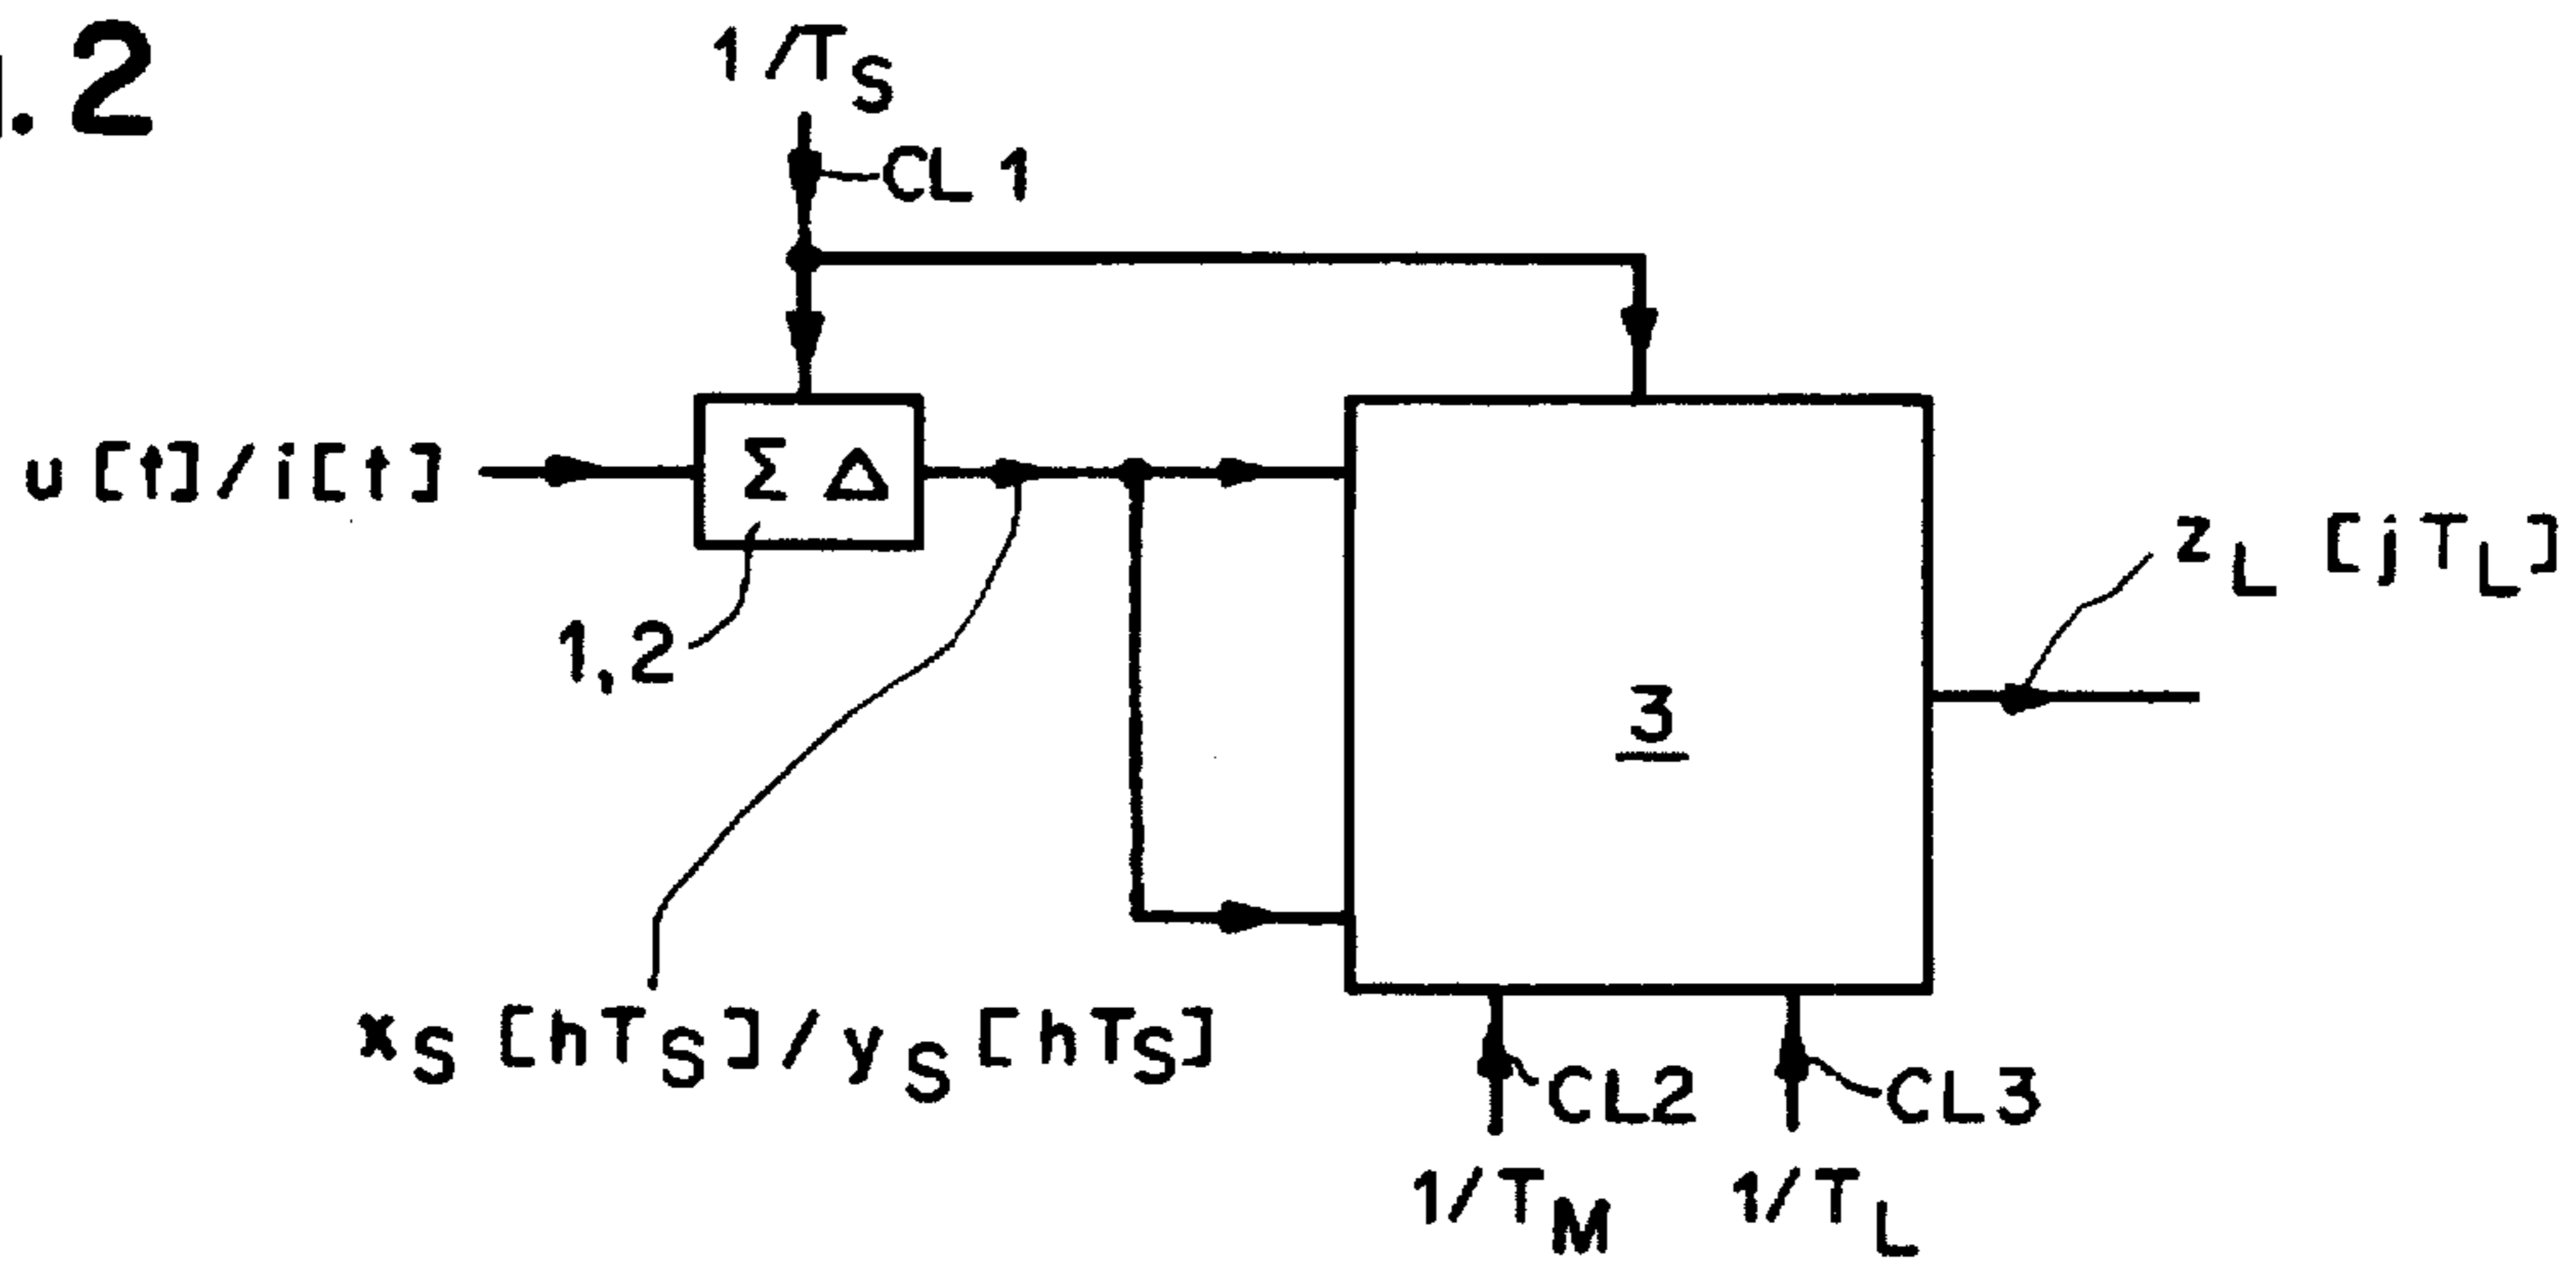 . 2
1/T_S
CL 1
u[t]/i[t]
Σ Δ
1,2
z_L [jT_L]
3
x_S [hT_S]/y_S [hT_S]
CL2
CL3
1/T_M
1/T_L